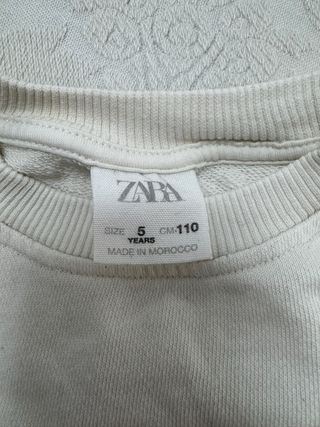 ZARA
SIZE 5 CM-110
YEARS
MADE IN MOROCCO